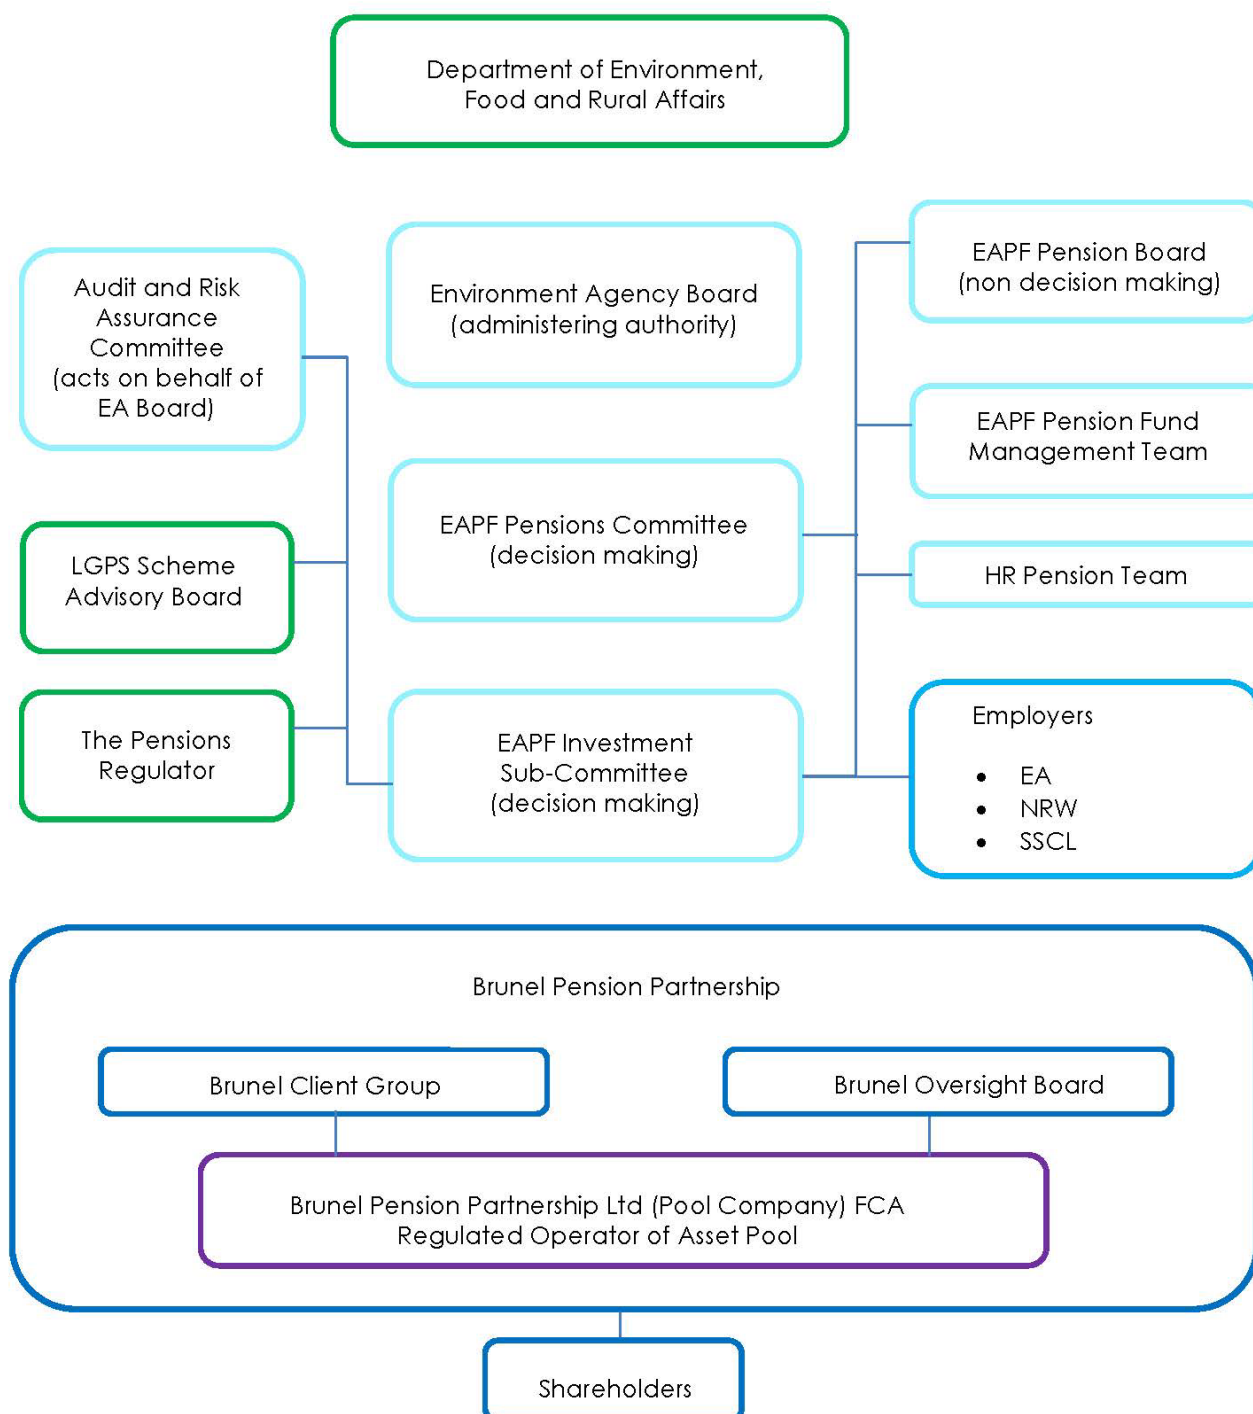 Department of Environment,
Food and Rural Affairs
Audit and Risk
Assurance
Committee
(acts on behalf of
EA Board)
Environment Agency Board
(administering authority)
EAPF Pension Board
(non decision making)
EAPF Pension Fund
Management Team
LGPS Scheme
Advisory Board
EAPF Pensions Committee
(decision making)
HR Pension Team
The Pensions
Regulator
EAPF Investment
Sub-Committee
(decision making)
Employers
• EA
• NRW
• SSCL
Brunel Pension Partnership
Brunel Client Group
Brunel Oversight Board
Brunel Pension Partnership Ltd (Pool Company) FCA
Regulated Operator of Asset Pool
Shareholders